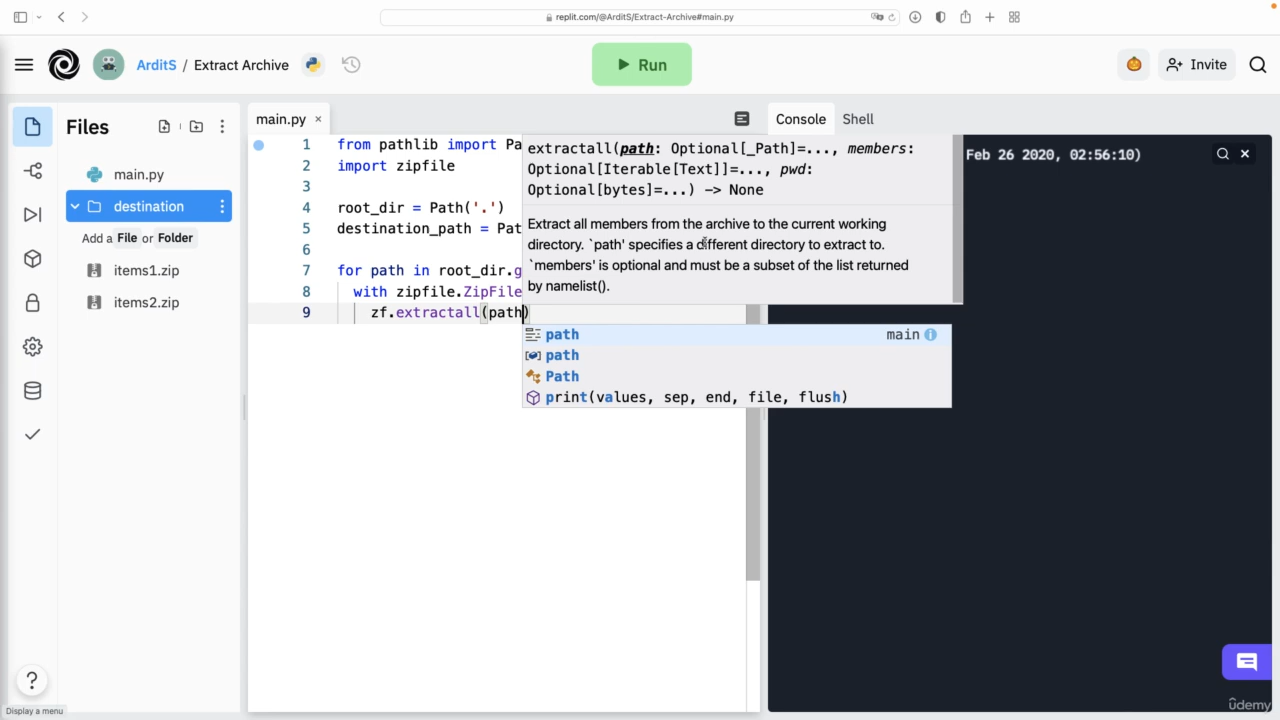 replit.com/@ArditS/Extract-Archive#main.py
ArditS / Extract Archive
Run
Invite
Files
main.py ×
Console
Shell
main.py
destination
Add a File or Folder
items1.zip
items2.zip
1 from pathlib import Pa
2 import zipfile
3
4 root_dir = Path('.')
5 destination_path = Pat
6
7 for path in root_dir.g
8 with zipfile.ZipFile
9 zf.extractall(path)
extractall(path: Optional[_Path]=..., members:
Optional[Iterable[Text]]=..., pwd:
Optional[bytes]=...) -> None
Extract all members from the archive to the current working
directory. `path' specifies a different directory to extract to.
`members' is optional and must be a subset of the list returned
by namelist().
path main
path
Path
print(values, sep, end, file, flush)
Feb 26 2020, 02:56:10)
?
Display a menu
ûdemy